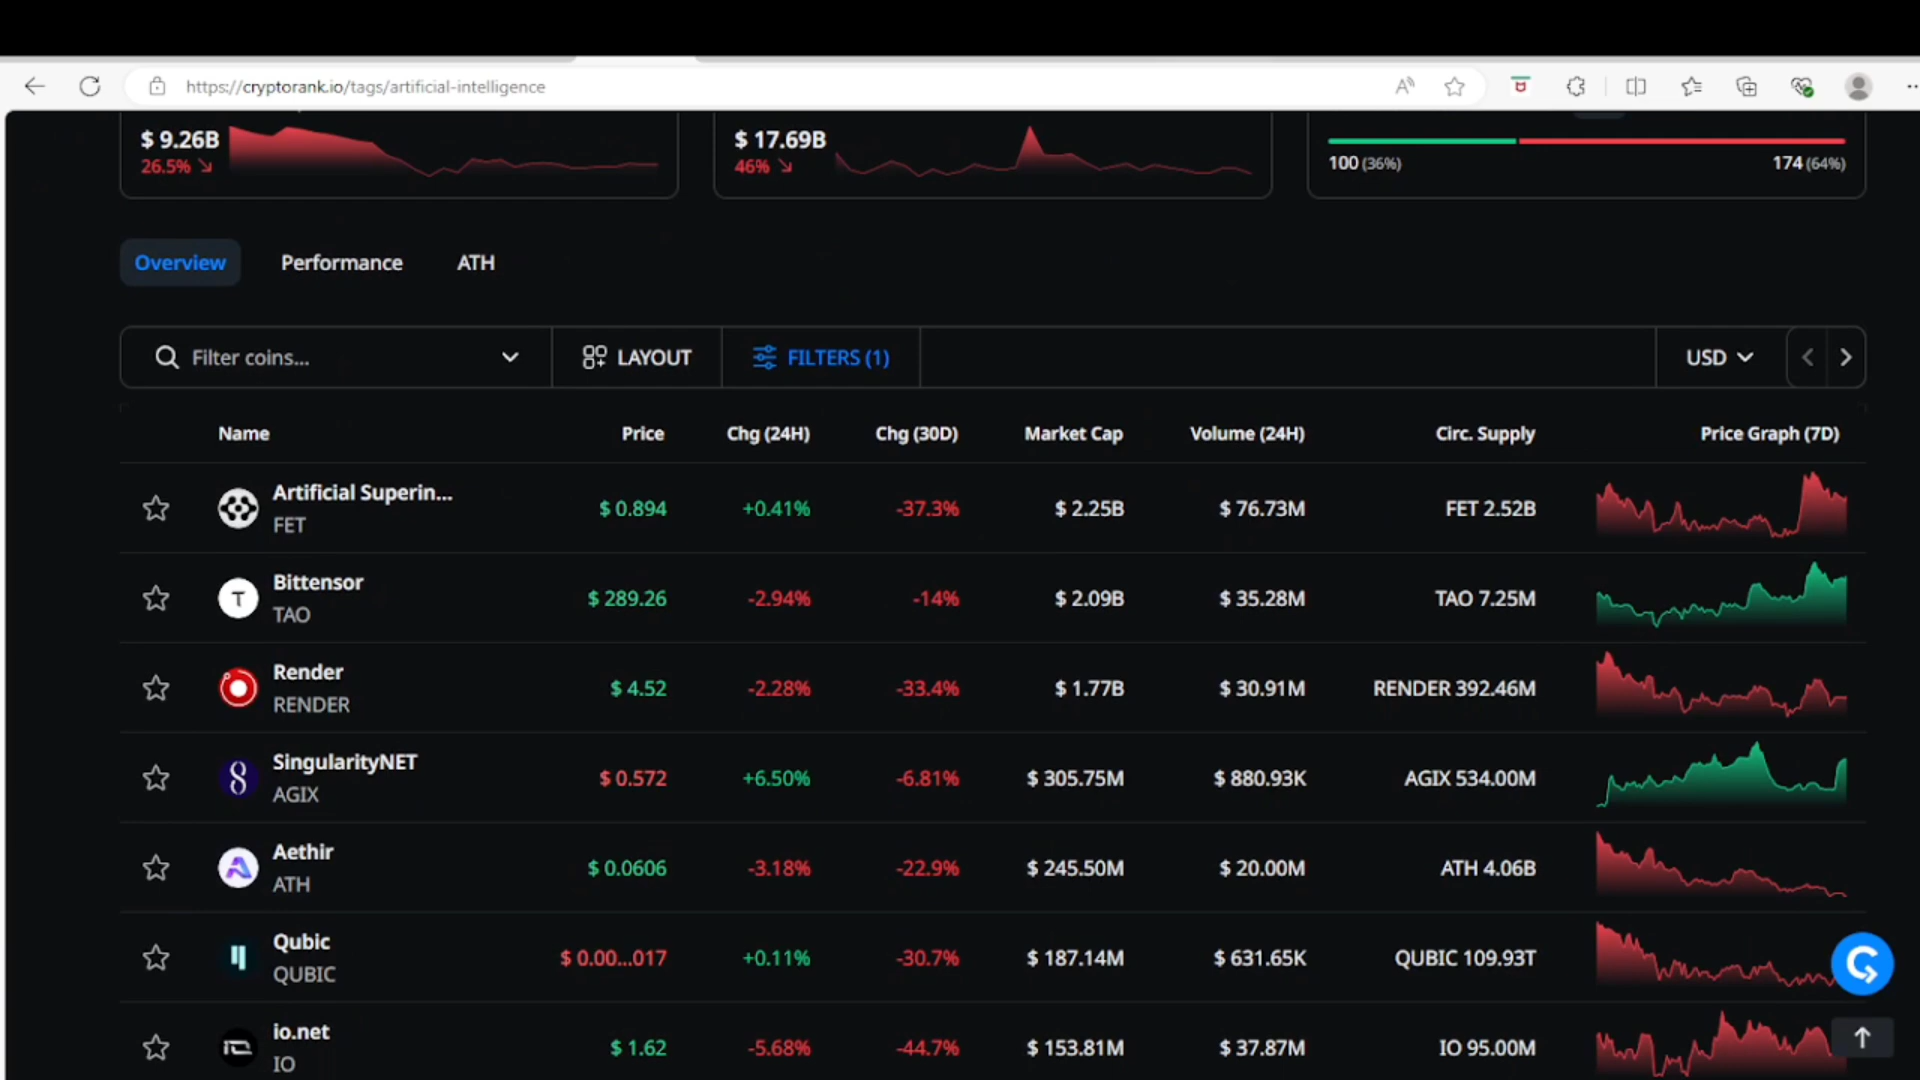 https://cryptorank.io/tags/artificial-intelligence
$ 9.26B
26.5%
$ 17.69B
46%
100 (36%)
174 (64%)
Overview Performance ATH
Filter coins... LAYOUT FILTERS (1) USD
Name Price Chg (24H) Chg (30D) Market Cap Volume (24H) Circ. Supply Price Graph (7D)
Artificial Superin...
FET
$ 0.894 +0.41% -37.3% $ 2.25B $ 76.73M FET 2.52B
Bittensor
TAO
$ 289.26 -2.94% -14% $ 2.09B $ 35.28M TAO 7.25M
Render
RENDER
$ 4.52 -2.28% -33.4% $ 1.77B $ 30.91M RENDER 392.46M
SingularityNET
AGIX
$ 0.572 +6.50% -6.81% $ 305.75M $ 880.93K AGIX 534.00M
Aethir
ATH
$ 0.0606 -3.18% -22.9% $ 245.50M $ 20.00M ATH 4.06B
Qubic
QUBIC
$ 0.00...017 +0.11% -30.7% $ 187.14M $ 631.65K QUBIC 109.93T
io.net
IO
$ 1.62 -5.68% -44.7% $ 153.81M $ 37.87M IO 95.00M